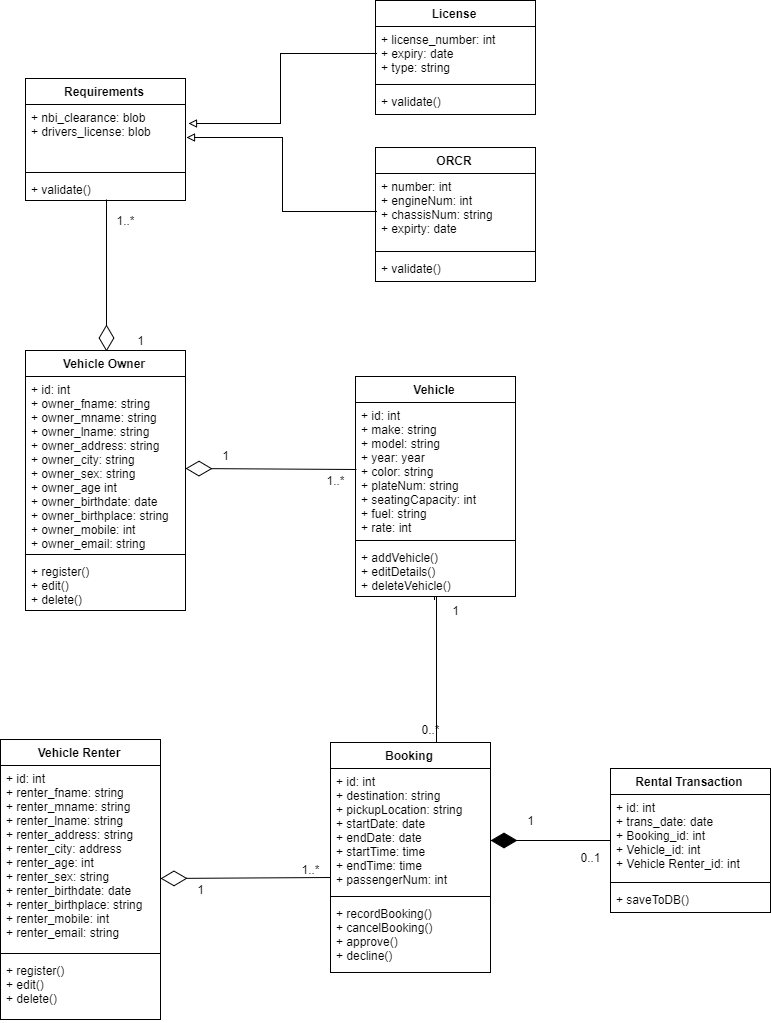 License
+ license_number: int
+ expiry: date
+ type: string
+ validate()
Requirements
+ nbi_clearance: blob
+ drivers_license: blob
+ validate()
ORCR
+ number: int
+ engineNum: int
+ chassisNum: string
+ expirty: date
+ validate()
1..*
1
Vehicle Owner
+ id: int
+ owner_fname: string
+ owner_mname: string
+ owner_lname: string
+ owner_address: string
+ owner_city: string
+ owner_sex: string
+ owner_age int
+ owner_birthdate: date
+ owner_birthplace: string
+ owner_mobile: int
+ owner_email: string
+ register()
+ edit()
+ delete()
1
1..*
Vehicle
+ id: int
+ make: string
+ model: string
+ year: year
+ color: string
+ plateNum: string
+ seatingCapacity: int
+ fuel: string
+ rate: int
+ addVehicle()
+ editDetails()
+ deleteVehicle()
1
0..*
Vehicle Renter
+ id: int
+ renter_fname: string
+ renter_mname: string
+ renter_lname: string
+ renter_address: string
+ renter_city: address
+ renter_age: int
+ renter_sex: string
+ renter_birthdate: date
+ renter_birthplace: string
+ renter_mobile: int
+ renter_email: string
+ register()
+ edit()
+ delete()
1
1..*
Booking
+ id: int
+ destination: string
+ pickupLocation: string
+ startDate: date
+ endDate: date
+ startTime: time
+ endTime: time
+ passengerNum: int
+ recordBooking()
+ cancelBooking()
+ approve()
+ decline()
1
0..1
Rental Transaction
+ id: int
+ trans_date: date
+ Booking_id: int
+ Vehicle_id: int
+ Vehicle Renter_id: int
+ saveToDB()